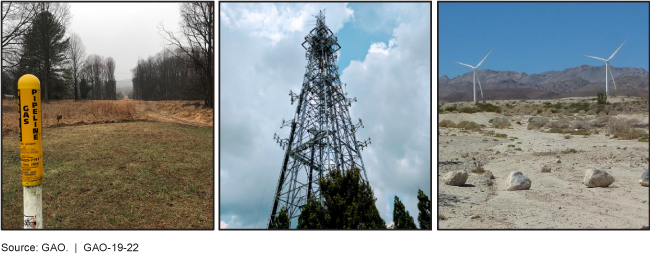 GAS
PIPELINE
Source: GAO. | GAO-19-22